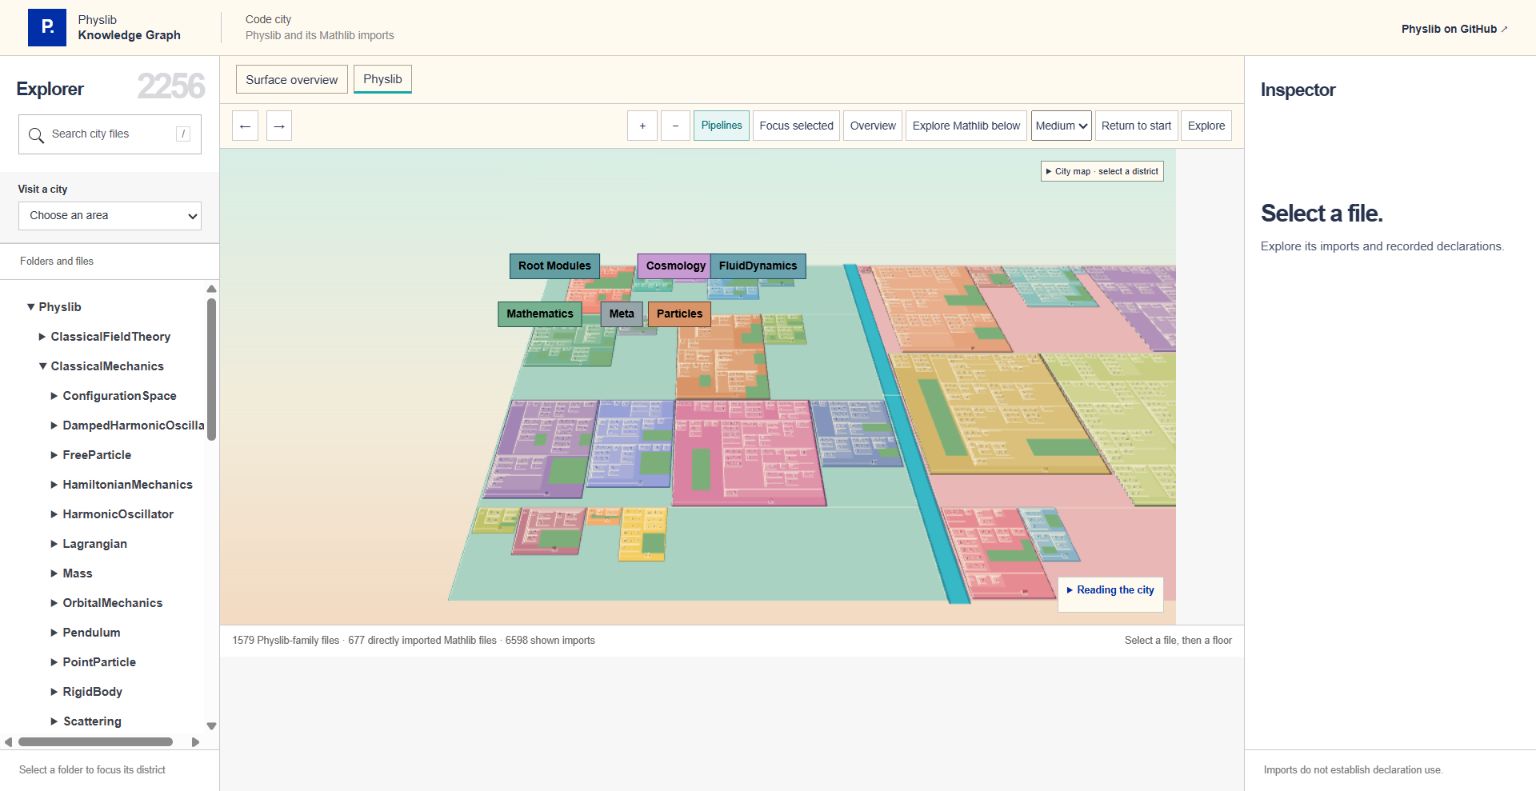 P.
Physlib
Knowledge Graph
Code city
Physlib and its Mathlib imports
Physlib on GitHub ↗
Explorer
2256
Search city files
/
Visit a city
Choose an area
Folders and files
▼ Physlib
▶ ClassicalFieldTheory
▼ ClassicalMechanics
▶ ConfigurationSpace
▶ DampedHarmonicOscilla
▶ FreeParticle
▶ HamiltonianMechanics
▶ HarmonicOscillator
▶ Lagrangian
▶ Mass
▶ OrbitalMechanics
▶ Pendulum
▶ PointParticle
▶ RigidBody
▶ Scattering
Select a folder to focus its district
Surface overview
Physlib
← →
+ − Pipelines Focus selected Overview Explore Mathlib below Medium Return to start Explore
▶ City map · select a district
Root Modules
Cosmology
FluidDynamics
Mathematics
Meta
Particles
▶ Reading the city
1579 Physlib-family files · 677 directly imported Mathlib files · 6598 shown imports
Select a file, then a floor
Inspector
Select a file.
Explore its imports and recorded declarations.
Imports do not establish declaration use.